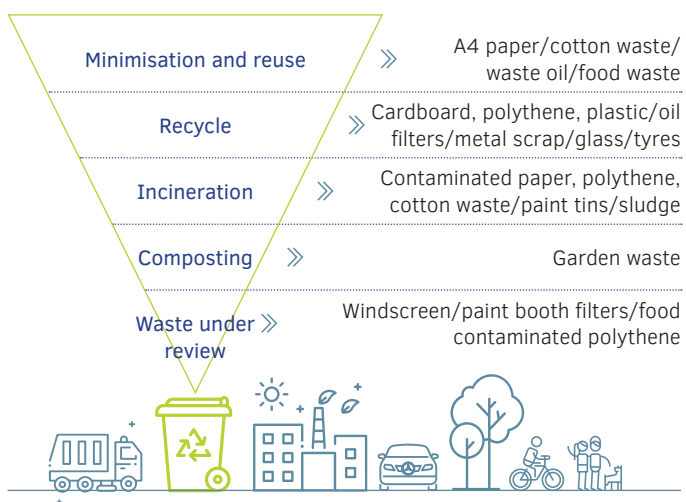 Minimisation and reuse
A4 paper/cotton waste/
waste oil/food waste
Recycle
Cardboard, polythene, plastic/oil
filters/metal scrap/glass/tyres
Incineration
Contaminated paper, polythene,
cotton waste/paint tins/sludge
Composting
Garden waste
Waste under
review
Windscreen/paint booth filters/food
contaminated polythene